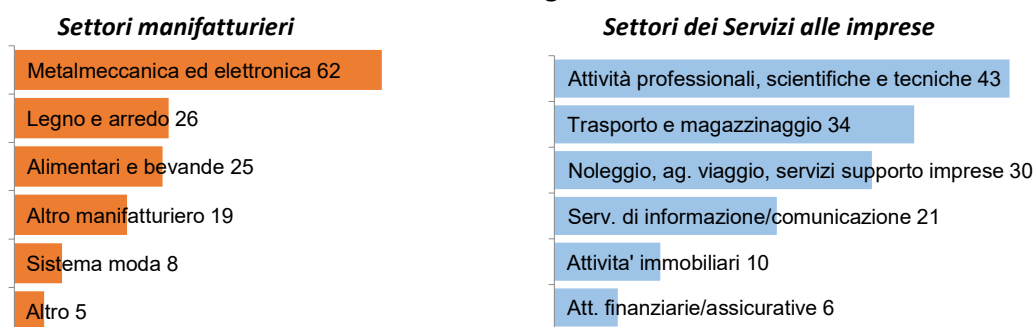 Settori manifatturieri
Metalmeccanica ed elettronica 62
Legno e arredo 26
Alimentari e bevande 25
Altro manifatturiero 19
Sistema moda 8
Altro 5
Settori dei Servizi alle imprese
Attività professionali, scientifiche e tecniche 43
Trasporto e magazzinaggio 34
Noleggio, ag. viaggio, servizi supporto imprese 30
Serv. di informazione/comunicazione 21
Attivita' immobiliari 10
Att. finanziarie/assicurative 6